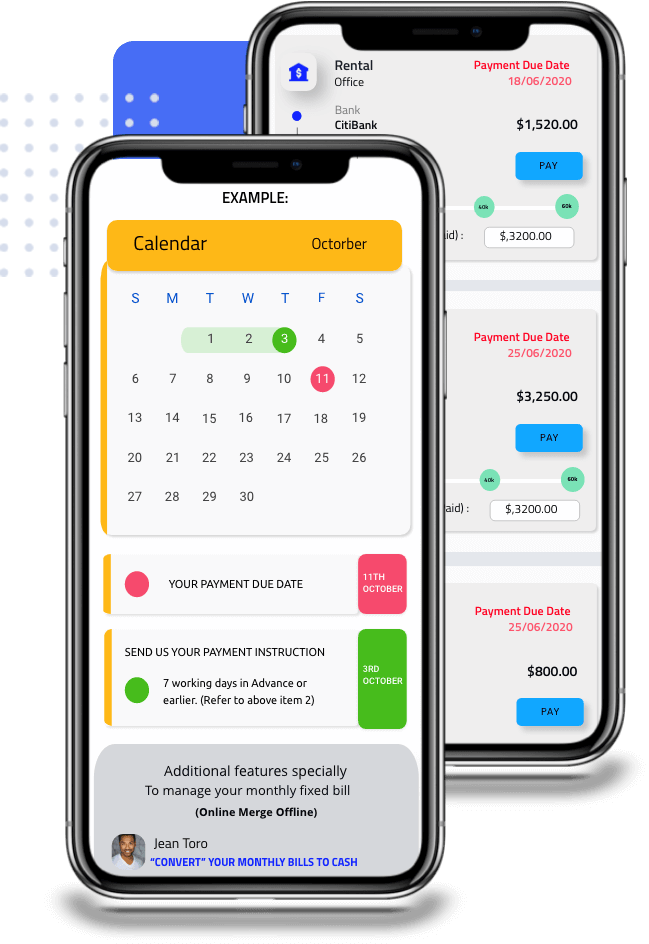 EXAMPLE:
Calendar Octorber
S M T W T F S
1 2 3 4 5
6 7 8 9 10 11 12
13 14 15 16 17 18 19
20 21 22 23 24 25 26
27 28 29 30
YOUR PAYMENT DUE DATE
11TH
OCTOBER
SEND US YOUR PAYMENT INSTRUCTION
7 working days in Advance or
earlier. (Refer to above item 2)
3RD
OCTOBER
Additional features specially
To manage your monthly fixed bill
(Online Merge Offline)
Jean Toro
“CONVERT” YOUR MONTHLY BILLS TO CASH
Rental
Office
Payment Due Date
18/06/2020
Bank
CitiBank
$1,520.00
PAY
40k 60k
aid) : $,3200.00
Payment Due Date
25/06/2020
$3,250.00
PAY
40k 60k
aid) : $,3200.00
Payment Due Date
25/06/2020
$800.00
PAY